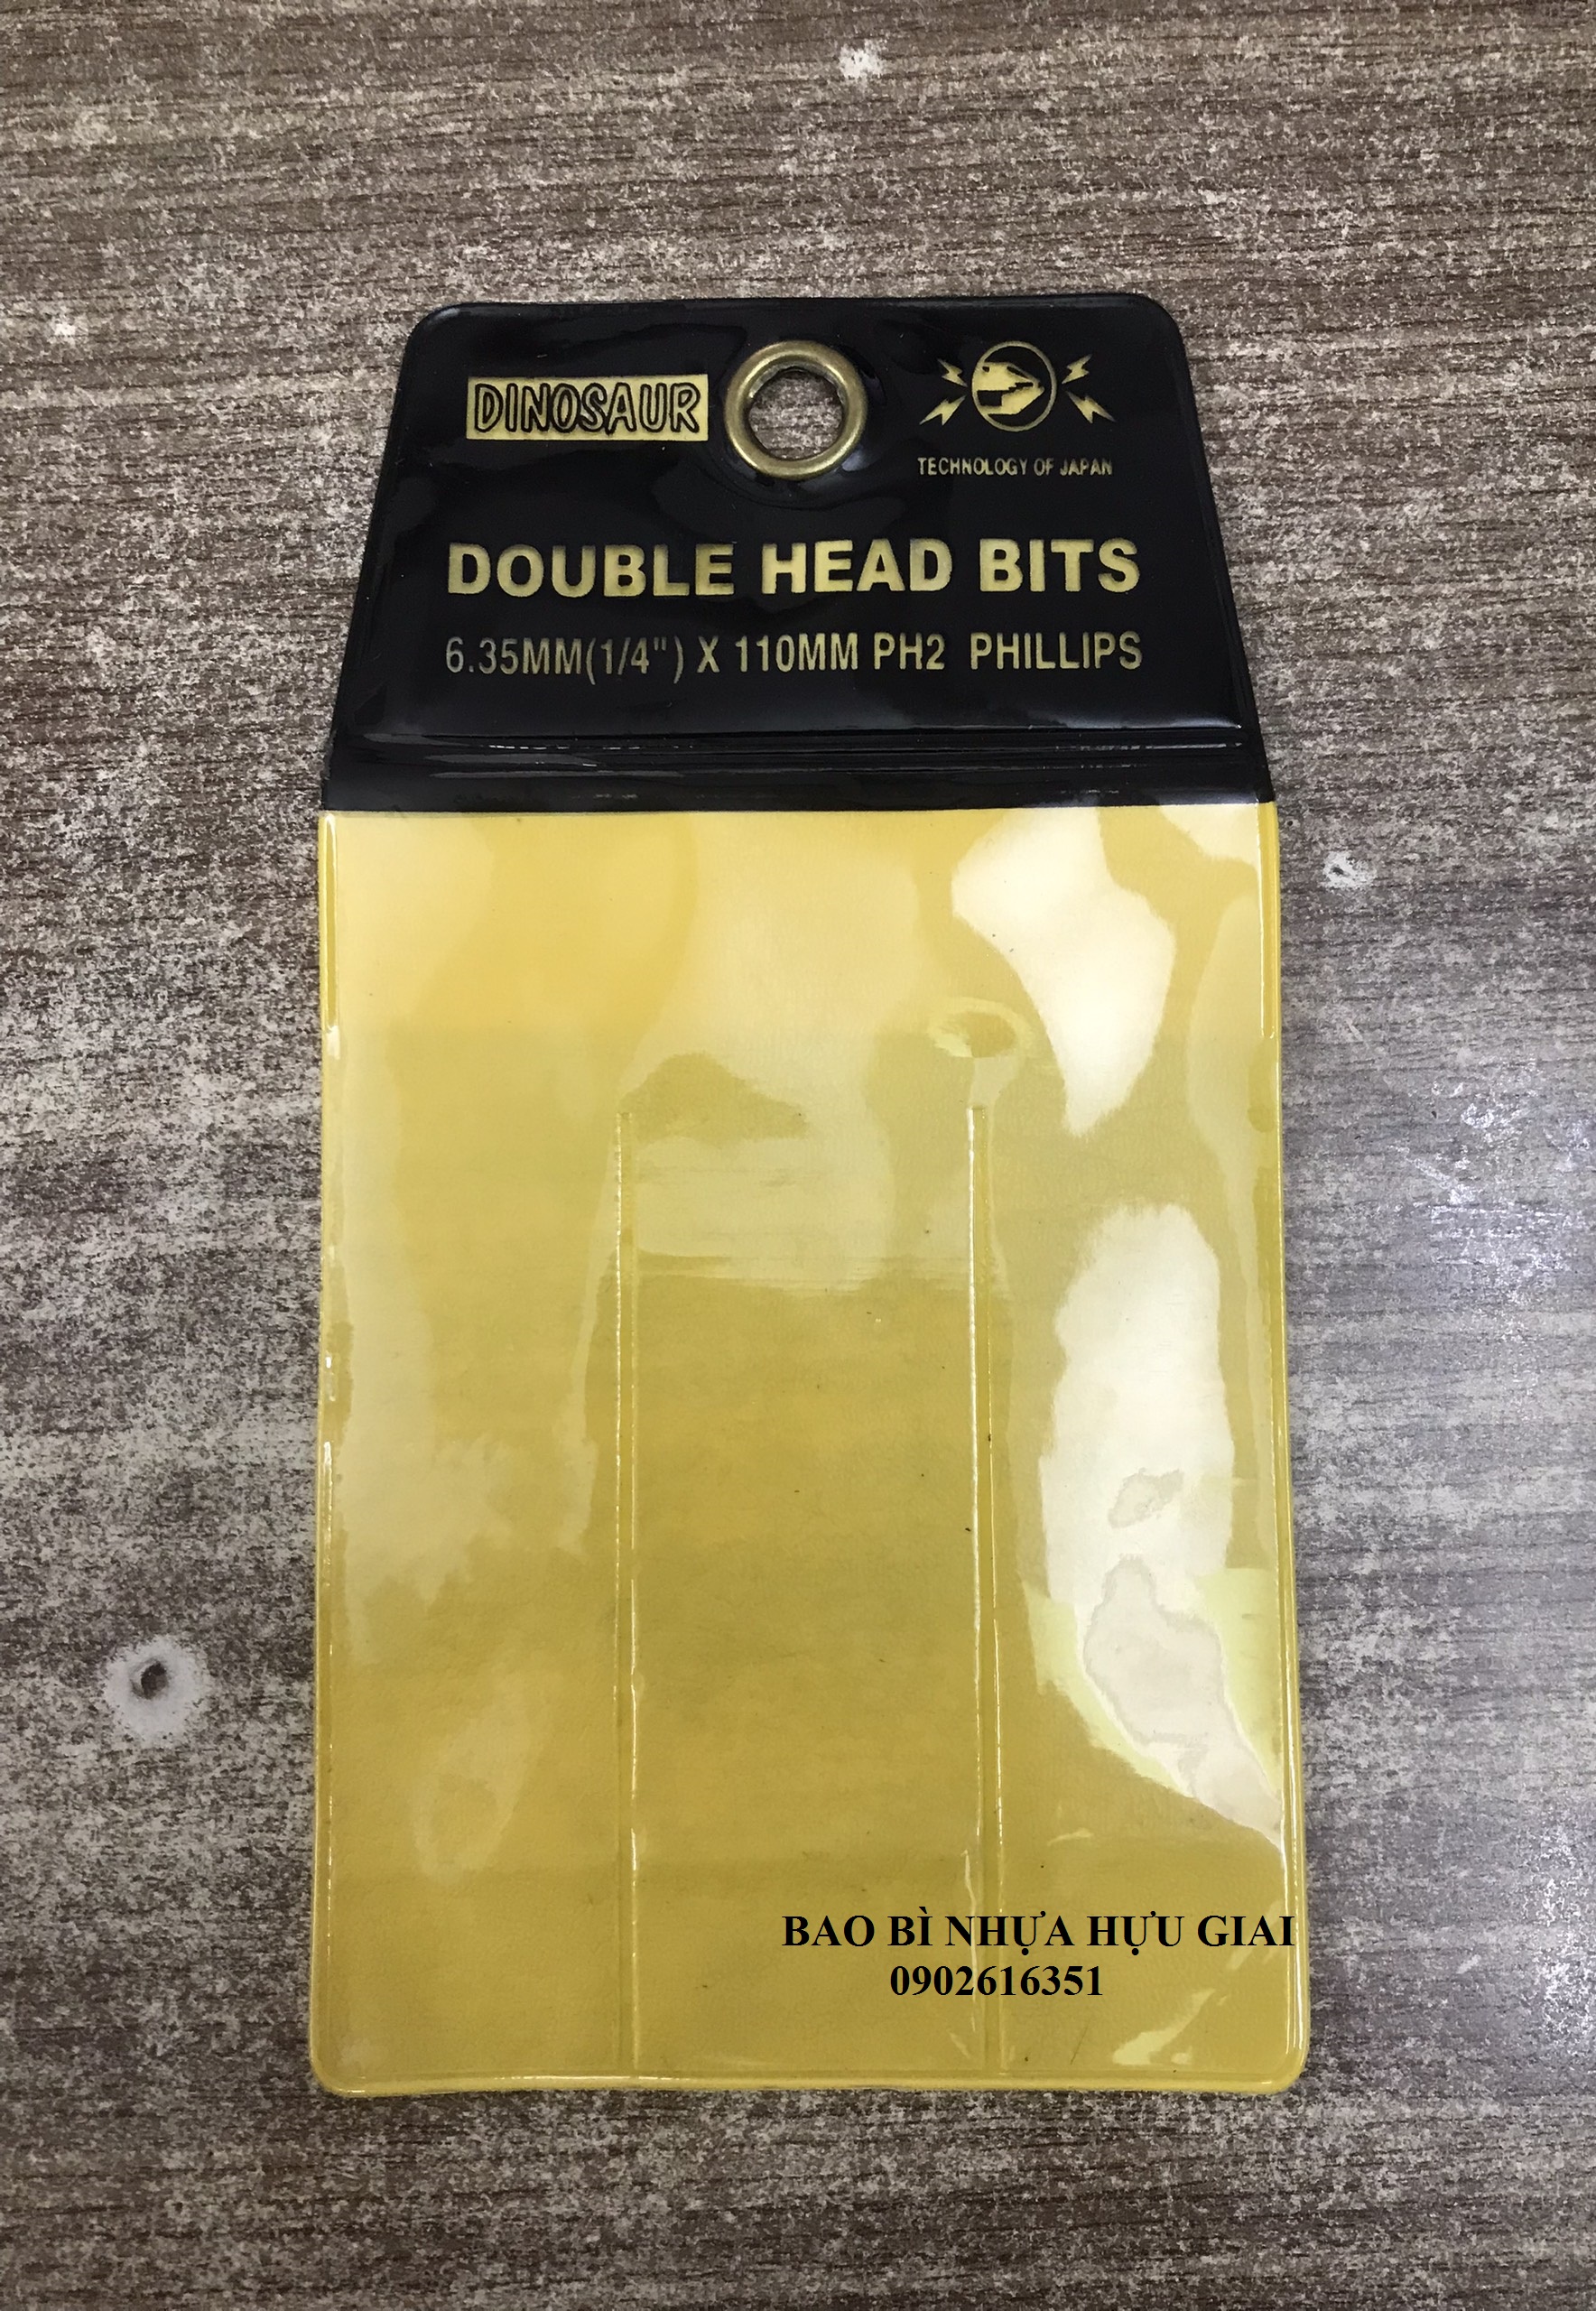 DINOSAUR
TECHNOLOGY OF JAPAN
DOUBLE HEAD BITS
6.35MM(1/4") X 110MM PH2 PHILLIPS
BAO BÌ NHỰA HỰU GIAI
0902616351